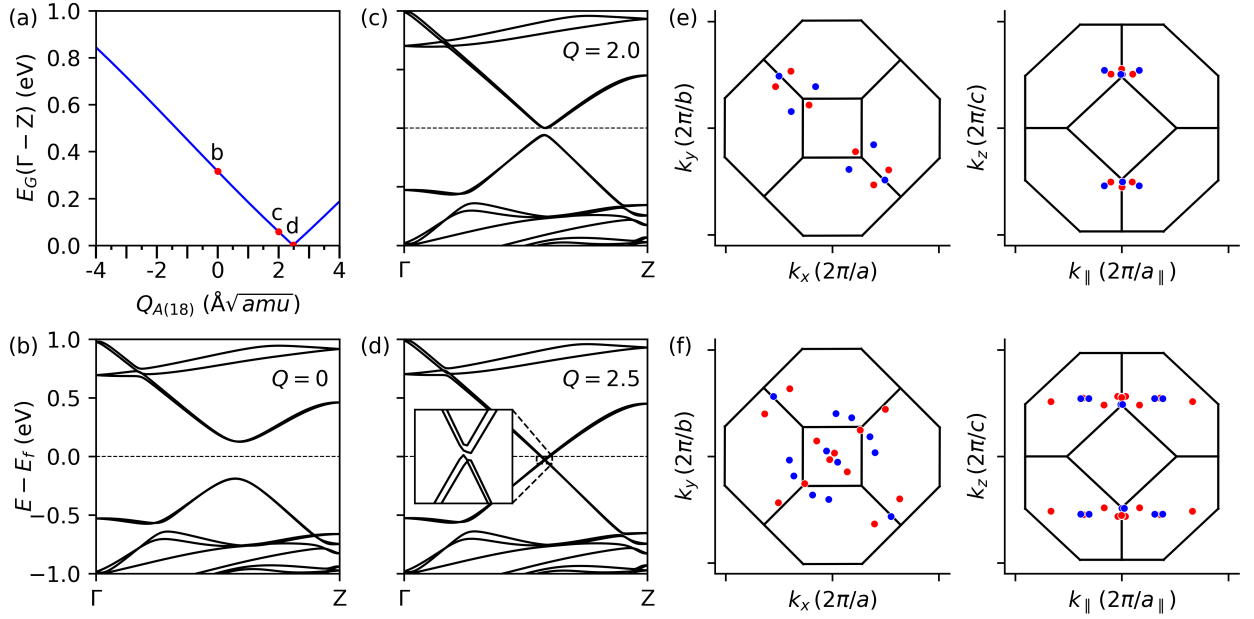 (a)
1.0
0.8
0.6
0.4
0.2
0.0
E_G(Γ − Z) (eV)
b
c
d
-4
-2
0
2
4
Q_{A(18)} (Å√amu)
(c)
Q = 2.0
Γ
Z
(e)
k_y (2π/b)
k_x (2π/a)
k_z (2π/c)
k_∥ (2π/a_∥)
(b)
1.0
0.5
0.0
−0.5
−1.0
E − E_f (eV)
Q = 0
Γ
Z
(d)
Q = 2.5
Γ
Z
(f)
k_y (2π/b)
k_x (2π/a)
k_z (2π/c)
k_∥ (2π/a_∥)